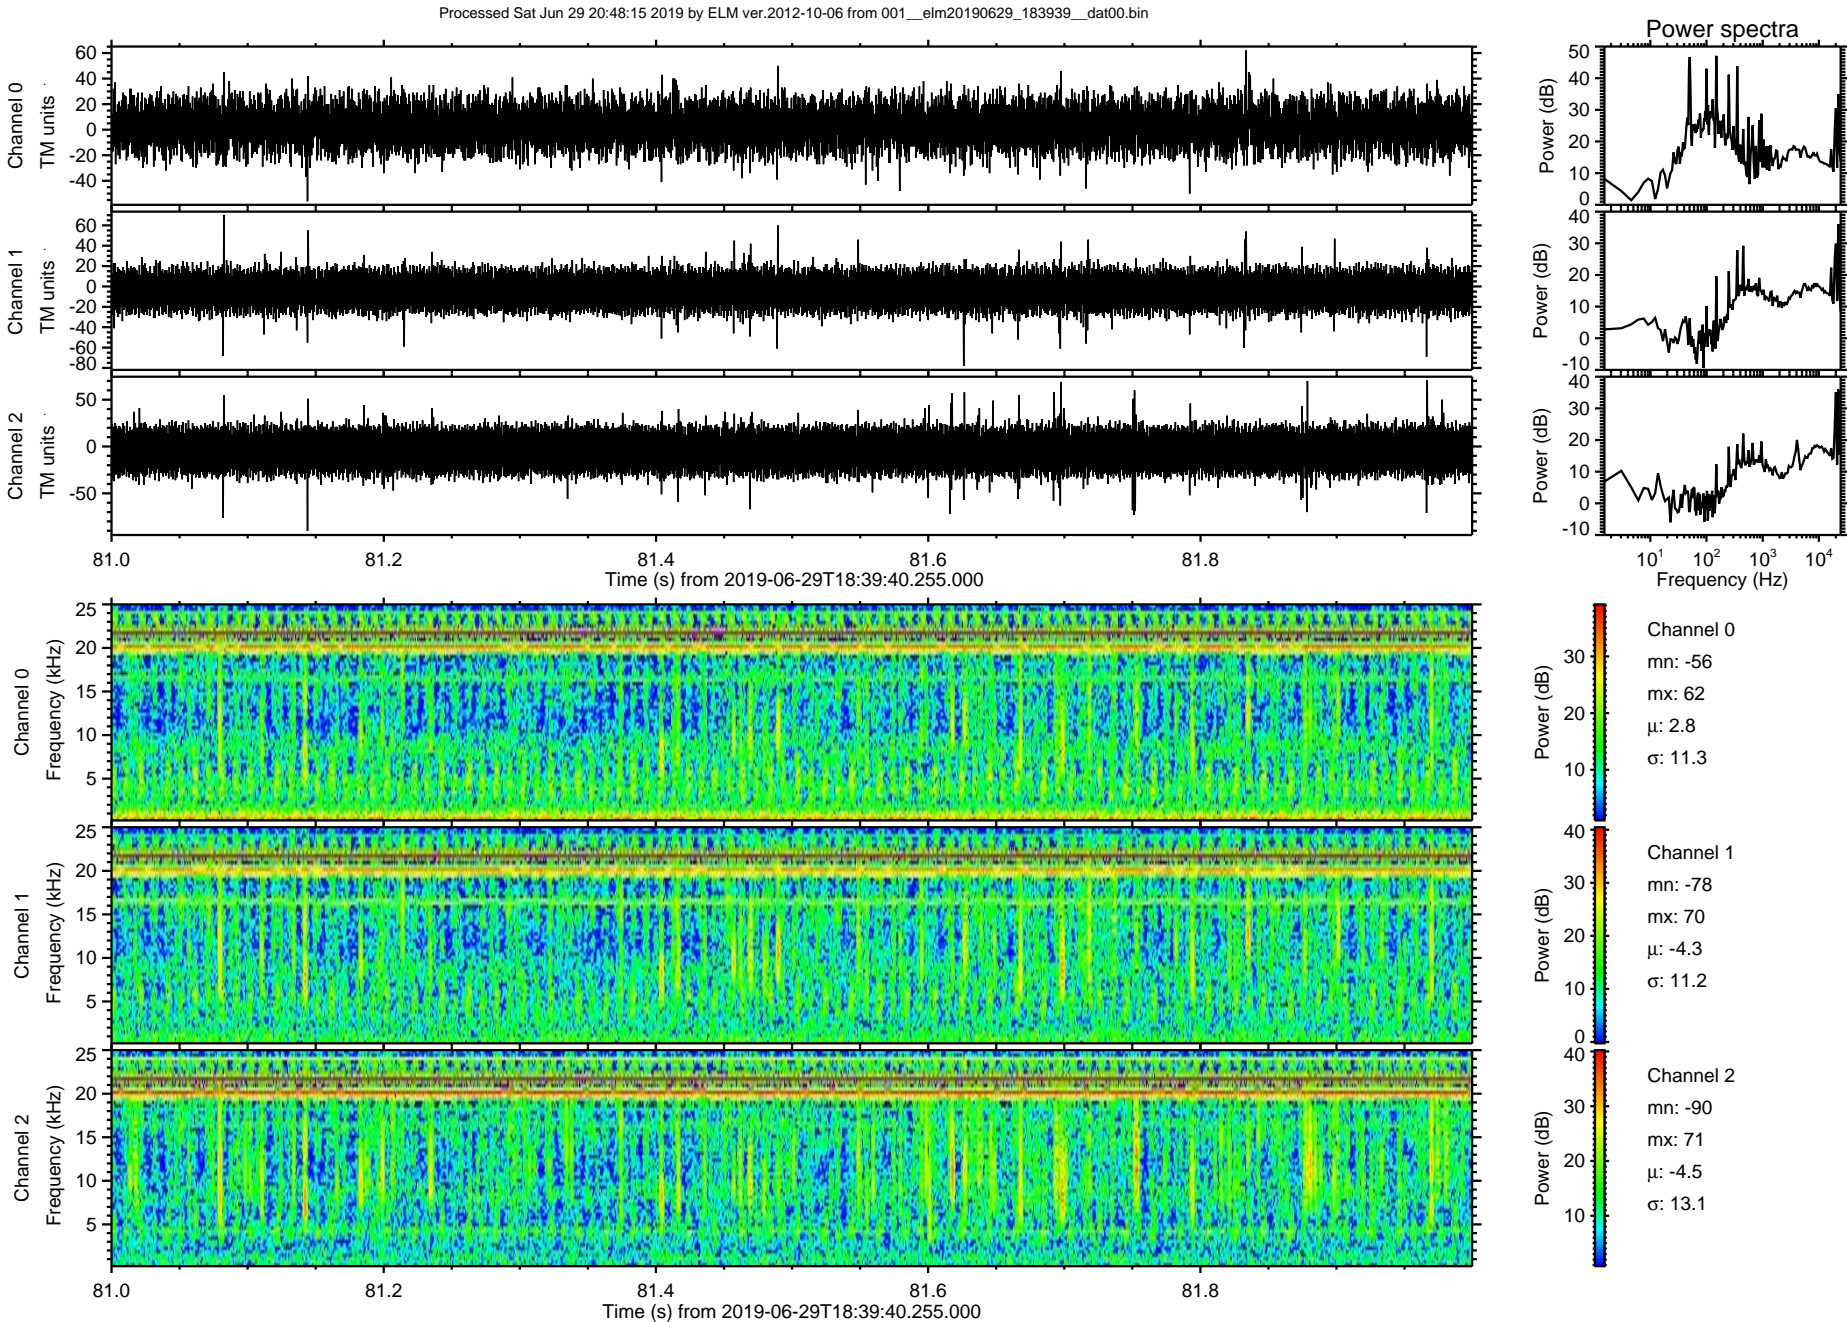 Processed Sat Jun 29 20:48:15 2019 by ELM ver.2012-10-06 from 001__elm20190629_183939__dat00.bin
Power spectra
Channel 0
TM units
60
40
20
0
-20
-40
Power (dB)
50
40
30
20
10
0
Channel 1
TM units
60
40
20
0
-20
-40
-60
-80
Power (dB)
40
30
20
10
0
-10
Channel 2
TM units
50
0
-50
Power (dB)
40
30
20
10
0
-10
81.0 81.2 81.4 81.6 81.8
Time (s) from 2019-06-29T18:39:40.255.000
10¹ 10² 10³ 10⁴
Frequency (Hz)
Channel 0
Frequency (kHz)
25
20
15
10
5
Power (dB)
30
20
10
Channel 0
mn: -56
mx: 62
μ: 2.8
σ: 11.3
Channel 1
Frequency (kHz)
25
20
15
10
5
Power (dB)
40
30
20
10
0
Channel 1
mn: -78
mx: 70
μ: -4.3
σ: 11.2
Channel 2
Frequency (kHz)
25
20
15
10
5
Power (dB)
40
30
20
10
Channel 2
mn: -90
mx: 71
μ: -4.5
σ: 13.1
81.0 81.2 81.4 81.6 81.8
Time (s) from 2019-06-29T18:39:40.255.000